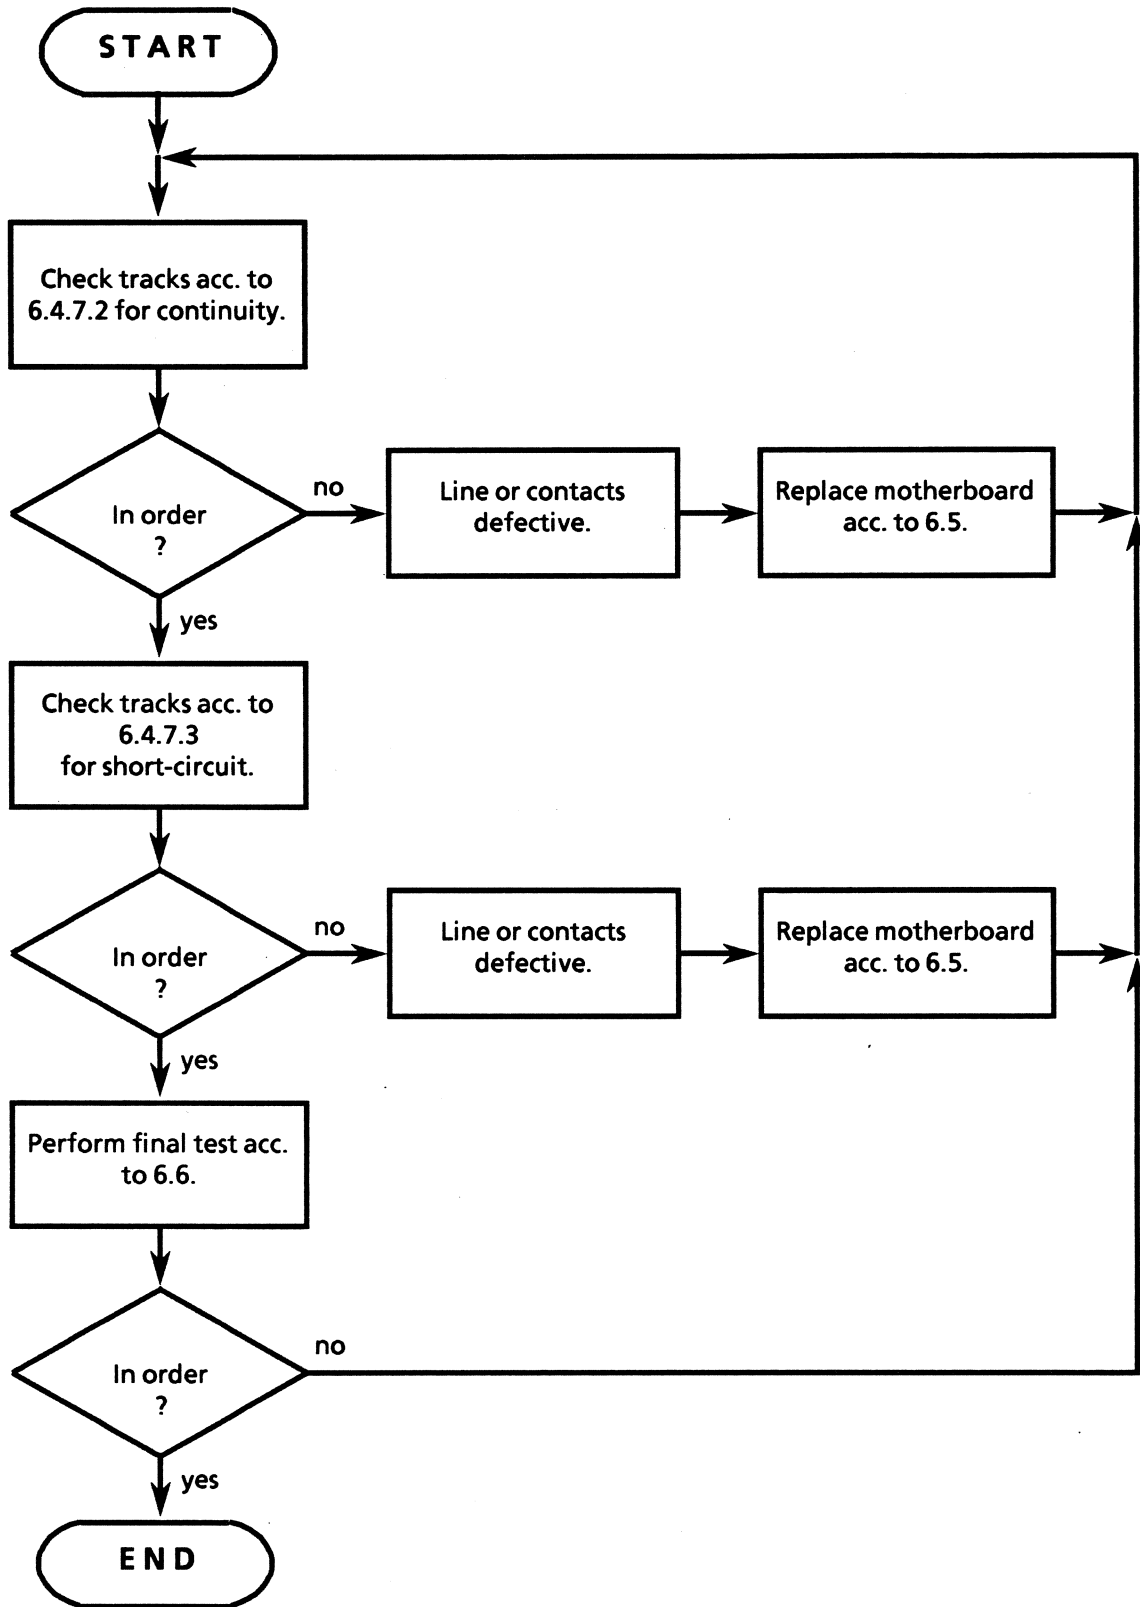 START
Check tracks acc. to
6.4.7.2 for continuity.
In order
?
no
Line or contacts
defective.
Replace motherboard
acc. to 6.5.
yes
Check tracks acc. to
6.4.7.3
for short-circuit.
In order
?
no
Line or contacts
defective.
Replace motherboard
acc. to 6.5.
yes
Perform final test acc.
to 6.6.
In order
?
no
yes
END